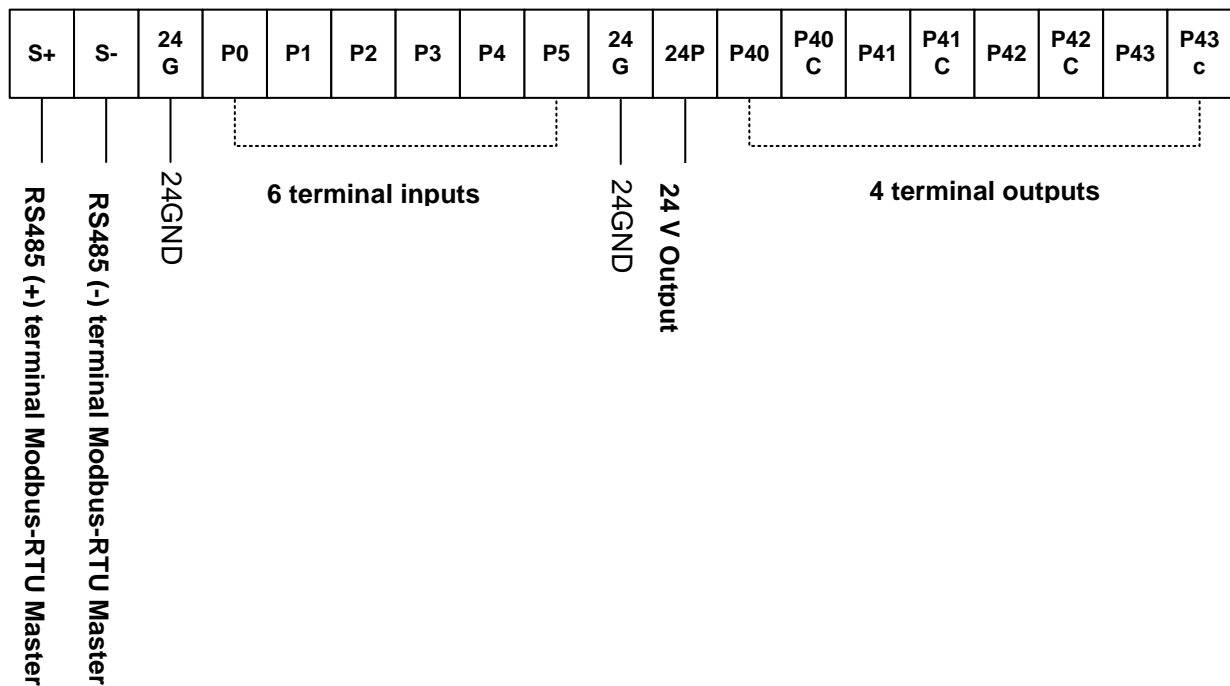 S+ S- 24 G P0 P1 P2 P3 P4 P5 24 G 24P P40 P40 C P41 P41 C P42 P42 C P43 P43 c
RS485 (+) terminal Modbus-RTU Master
RS485 (-) terminal Modbus-RTU Master
24GND
6 terminal inputs
24GND
24 V Output
4 terminal outputs